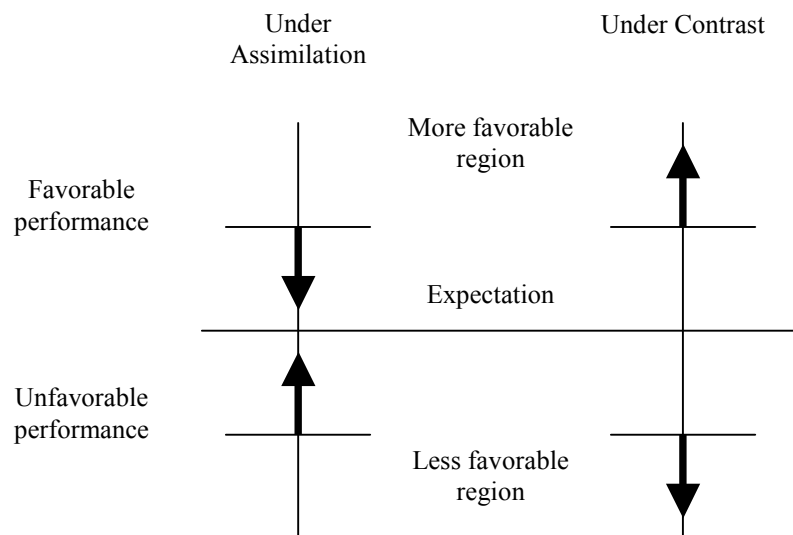 Under
Assimilation
Under Contrast
More favorable
region
Favorable
performance
Expectation
Unfavorable
performance
Less favorable
region